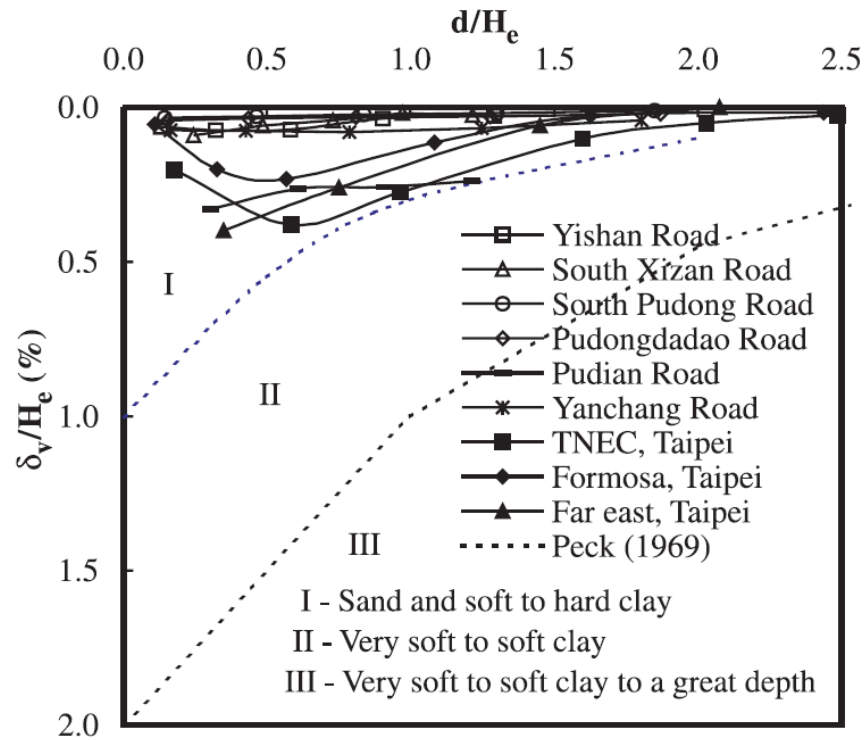 d/He
0.0 0.5 1.0 1.5 2.0 2.5
0.0
0.5
1.0
1.5
2.0
δv/He (%)
I
II
III
Yishan Road
South Xizan Road
South Pudong Road
Pudongdadao Road
Pudian Road
Yanchang Road
TNEC, Taipei
Formosa, Taipei
Far east, Taipei
Peck (1969)
I - Sand and soft to hard clay
II - Very soft to soft clay
III - Very soft to soft clay to a great depth